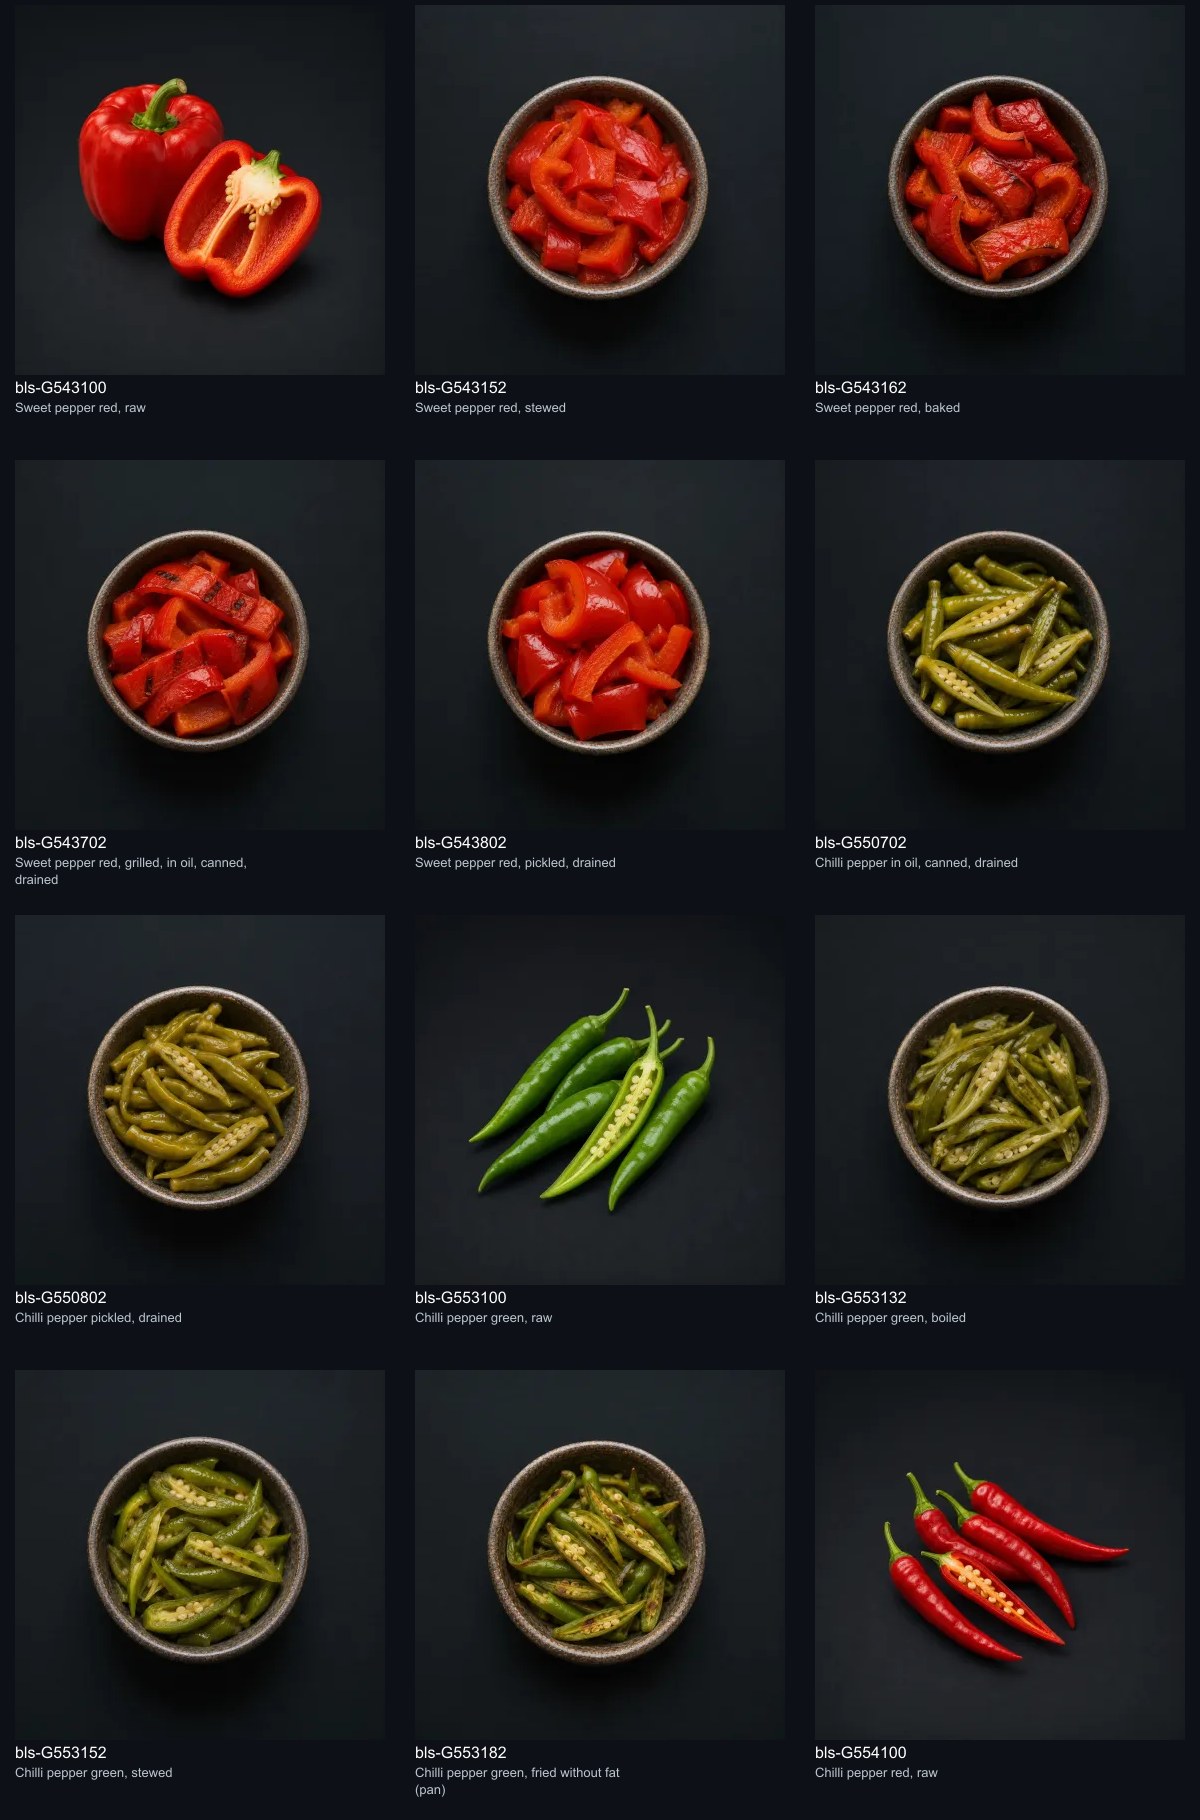 bls-G543100
Sweet pepper red, raw
bls-G543152
Sweet pepper red, stewed
bls-G543162
Sweet pepper red, baked
bls-G543702
Sweet pepper red, grilled, in oil, canned,
drained
bls-G543802
Sweet pepper red, pickled, drained
bls-G550702
Chilli pepper in oil, canned, drained
bls-G550802
Chilli pepper pickled, drained
bls-G553100
Chilli pepper green, raw
bls-G553132
Chilli pepper green, boiled
bls-G553152
Chilli pepper green, stewed
bls-G553182
Chilli pepper green, fried without fat
(pan)
bls-G554100
Chilli pepper red, raw